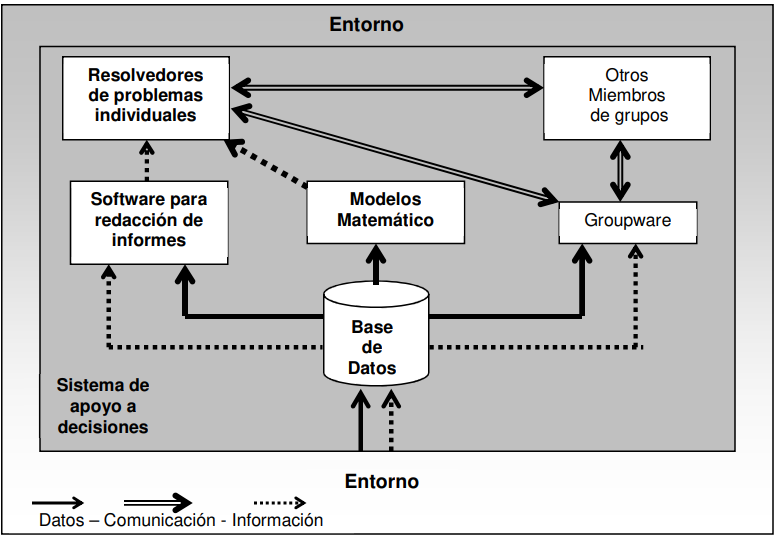 Entorno
Resolvedores
de problemas
individuales
Otros
Miembros
de grupos
Software para
redacción de
informes
Modelos
Matemático
Groupware
Base
de
Datos
Sistema de
apoyo a
decisiones
Entorno
Datos – Comunicación - Información